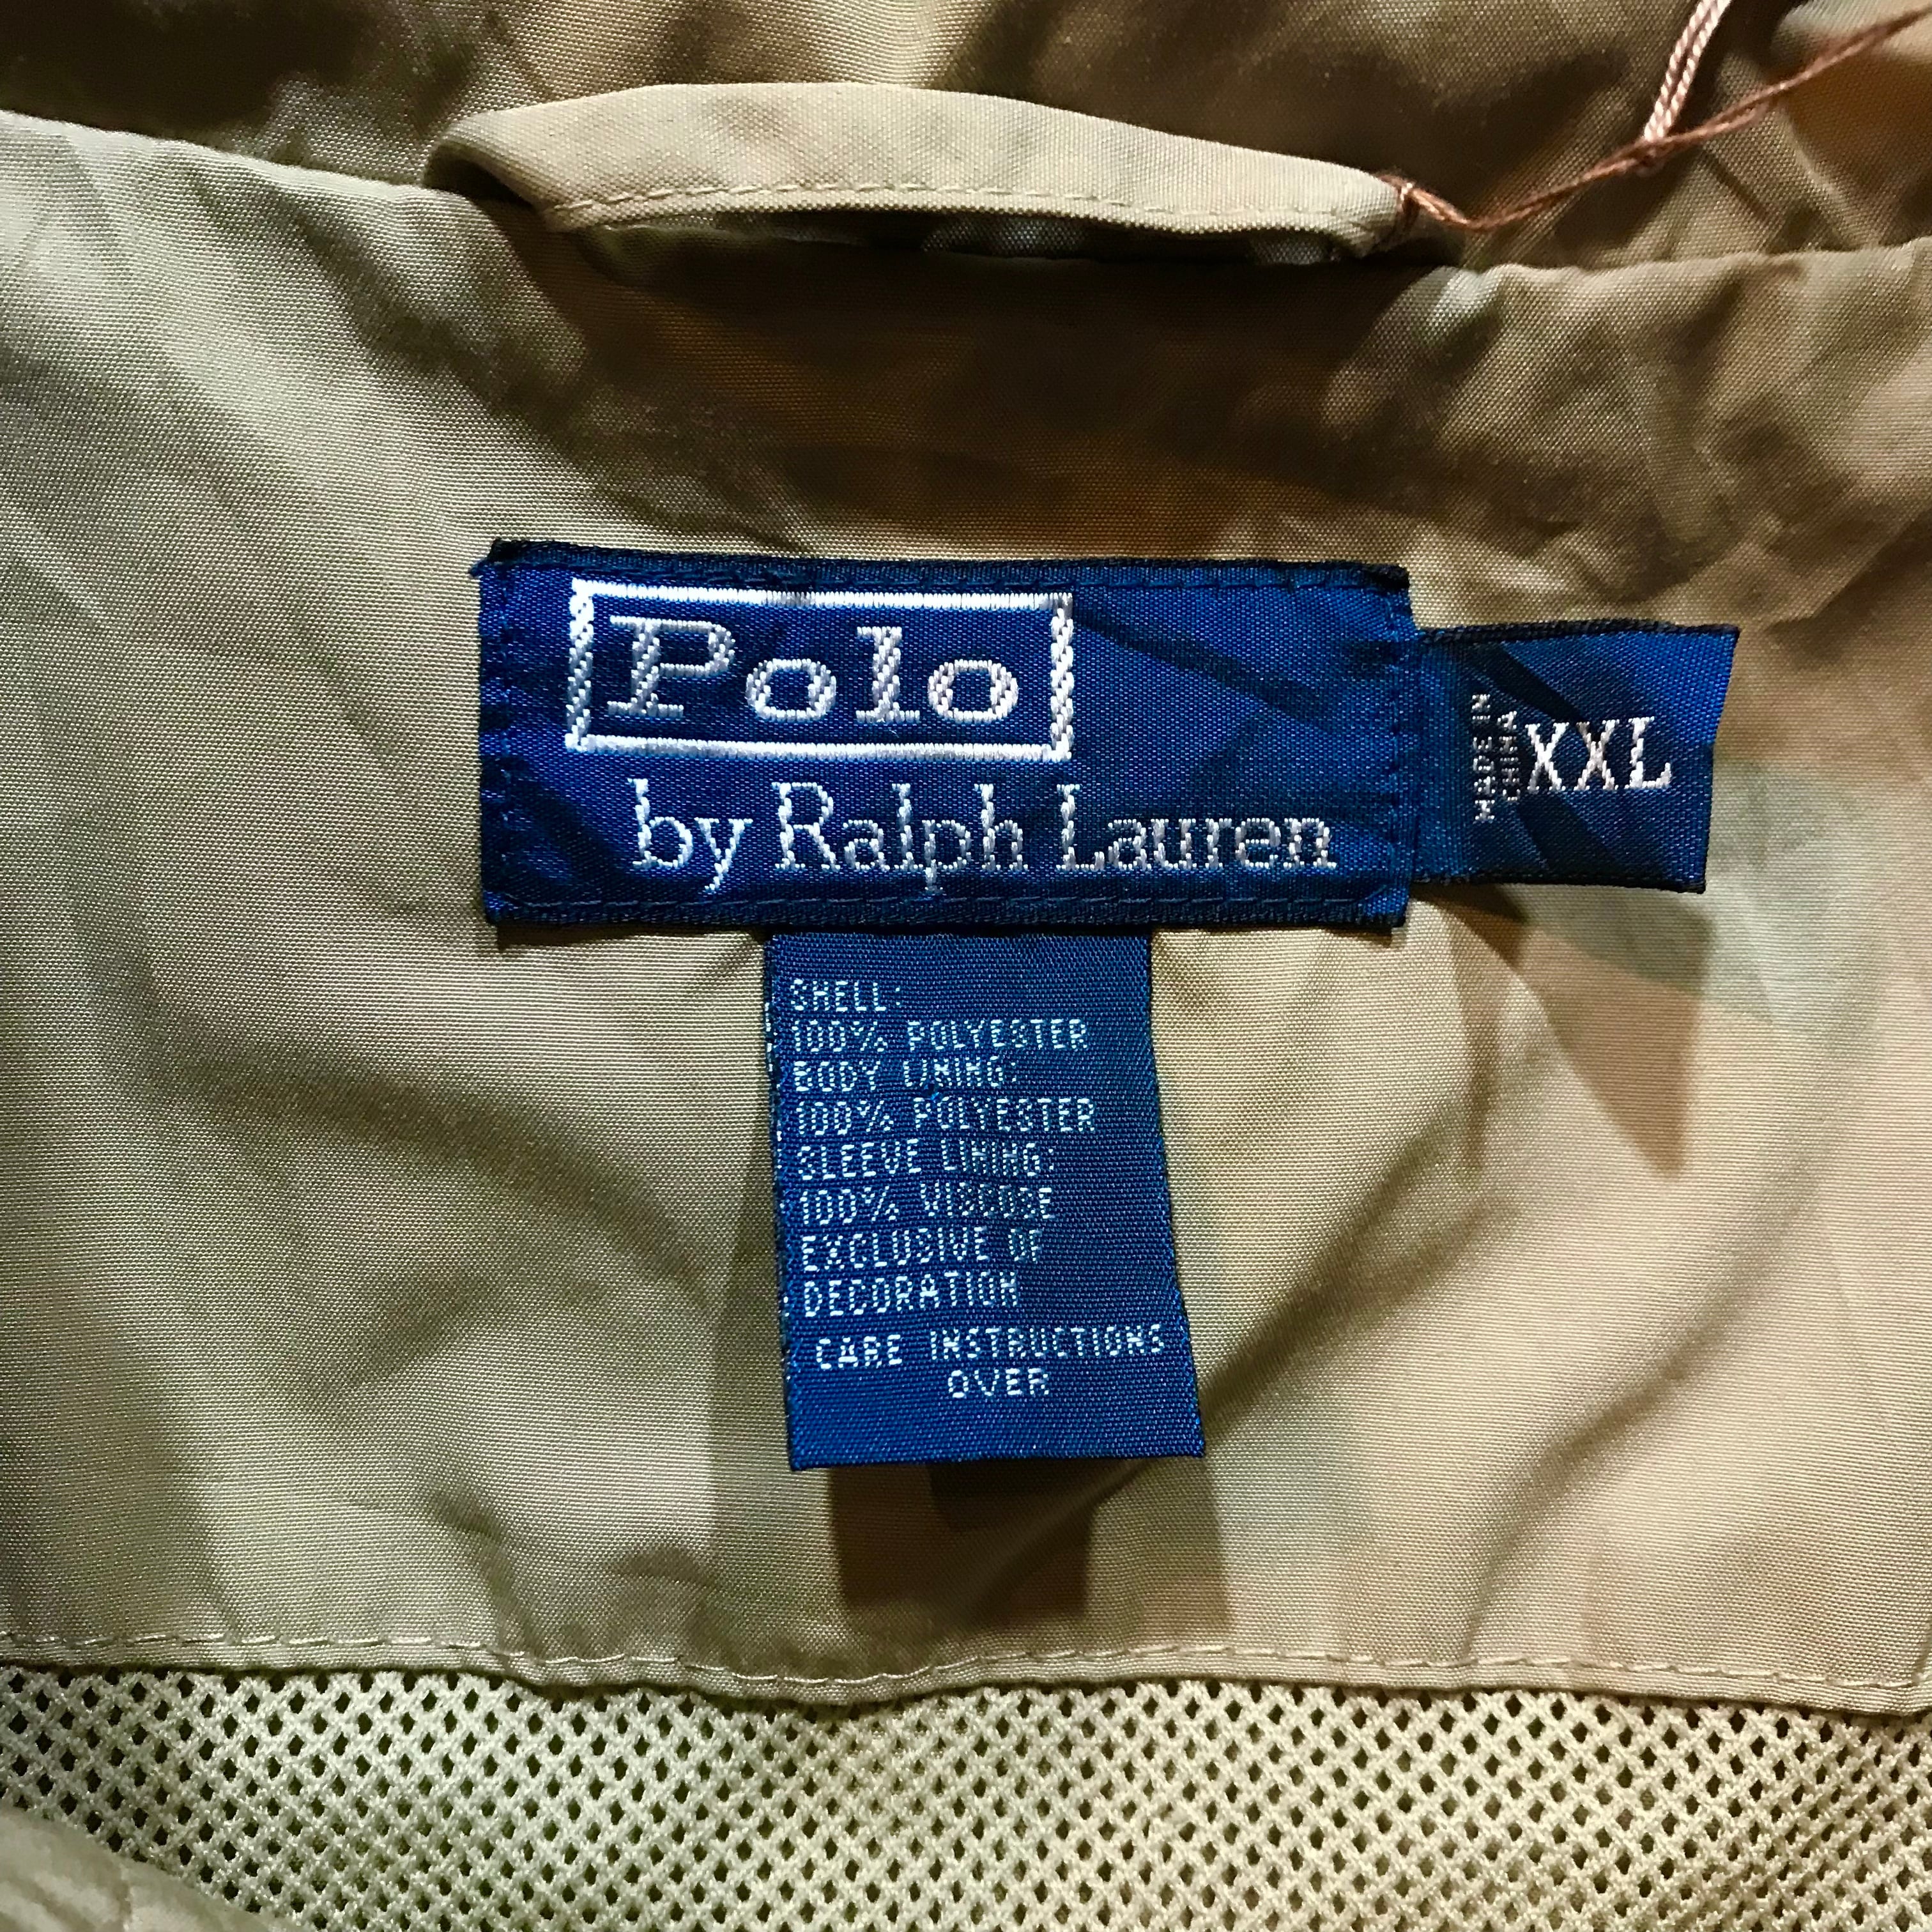 Polo
by Ralph Lauren
MADE IN
CHINA
XXL
SHELL:
100% POLYESTER
BODY LINING:
100% POLYESTER
SLEEVE LINING:
100% VISCOSE
EXCLUSIVE OF
DECORATION
CARE INSTRUCTIONS
OVER